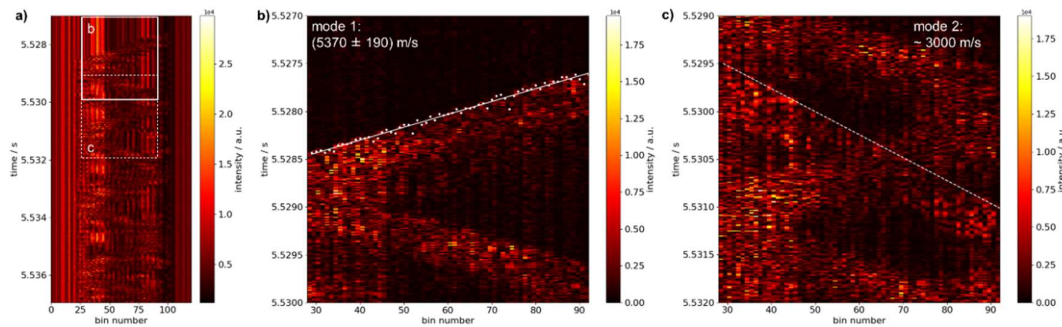 a)
b
c
5.528
5.530
5.532
5.534
5.536
time / s
0
25
50
75
100
bin number
1e4
2.5
2.0
1.5
1.0
0.5
intensity / a.u.
b)
mode 1:
(5370 ± 190) m/s
5.5270
5.5275
5.5280
5.5285
5.5290
5.5295
5.5300
time / s
30
40
50
60
70
80
90
bin number
1e4
1.75
1.50
1.25
1.00
0.75
0.50
0.25
0.00
intensity / a.u.
c)
mode 2:
~ 3000 m/s
5.5290
5.5295
5.5300
5.5305
5.5310
5.5315
5.5320
time / s
30
40
50
60
70
80
90
bin number
1e4
1.75
1.50
1.25
1.00
0.75
0.50
0.25
0.00
intensity / a.u.